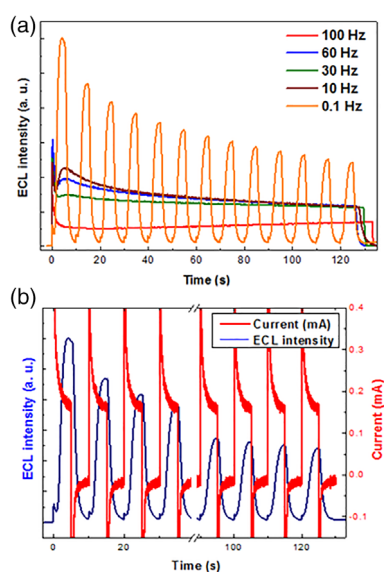 (a)
100 Hz
60 Hz
30 Hz
10 Hz
0.1 Hz
ECL intensity (a. u.)
0 20 40 60 80 100 120
Time (s)
(b)
Current (mA)
ECL intensity
ECL intensity (a. u.)
0.4
0.3
0.2
0.1
0.0
-0.1
Current (mA)
0 20 100 120
Time (s)